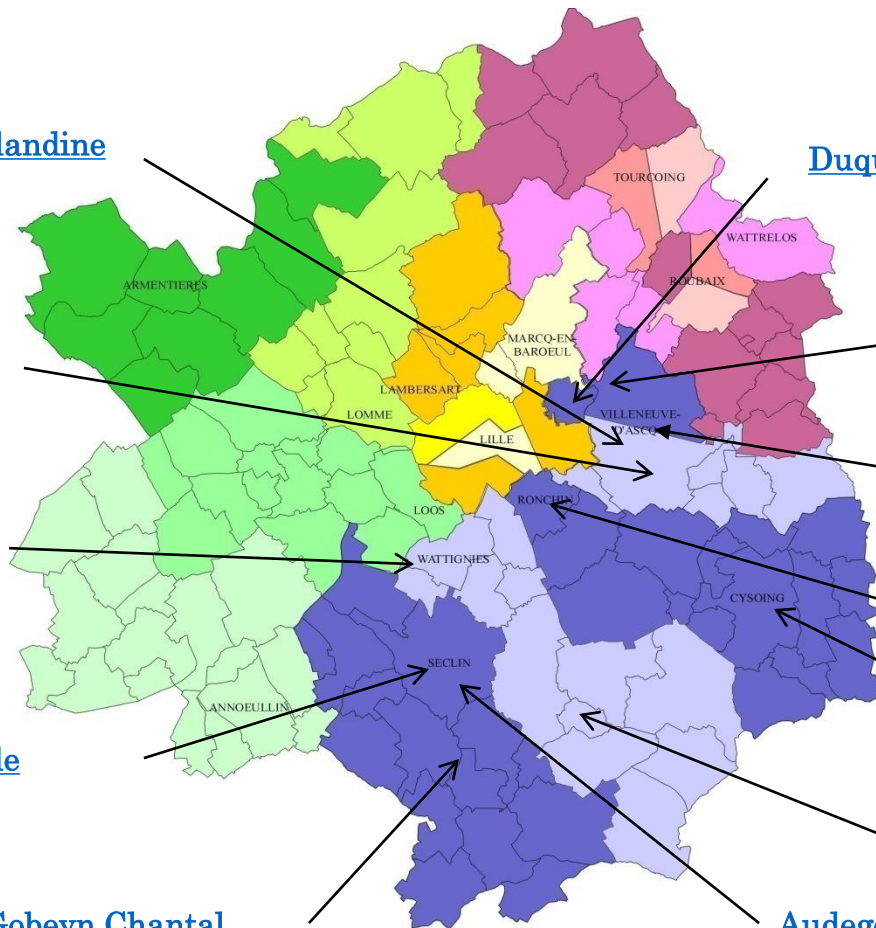 landine
Duqu
TOURCOING
WATTRELOS
ROUBAIX
ARMENTIERES
MARCQ-EN-
BAROEUL
LAMBERSART
LOMME
VILLENEUVE-
D'ASCQ
LILLE
RONCHIN
LOOS
WATTIGNIES
CYSOING
SECLIN
ANNOEULLIN
le
Gobeyn Chantal
Audeg